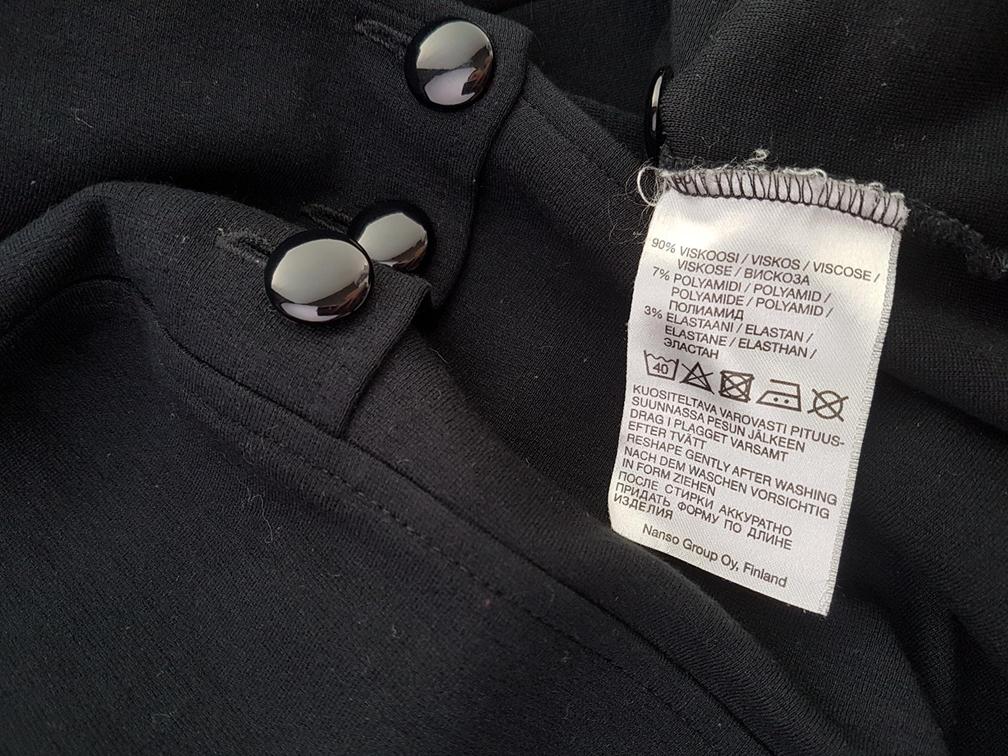 90% VISKOOSI / VISKOS / VISCOSE /
VISKOSE / ВИСКОЗА
7% POLYAMIDI / POLYAMID /
POLYAMIDE / POLYAMID /
ПОЛИАМИД
3% ELASTAANI / ELASTAN /
ELASTANE / ELASTHAN /
ЭЛАСТАН
40
KUOSITELTAVA VAROVASTI PITUUS-
SUUNNASSA PESUN JÄLKEEN
DRAG I PLAGGET VARSAMT
EFTER TVÄTT
RESHAPE GENTLY AFTER WASHING
NACH DEM WASCHEN VORSICHTIG
IN FORM ZIEHEN
ПОСЛЕ СТИРКИ АККУРАТНО
ПРИДАТЬ ФОРМУ ПО ДЛИНЕ
ИЗДЕЛИЯ
Nanso Group Oy, Finland